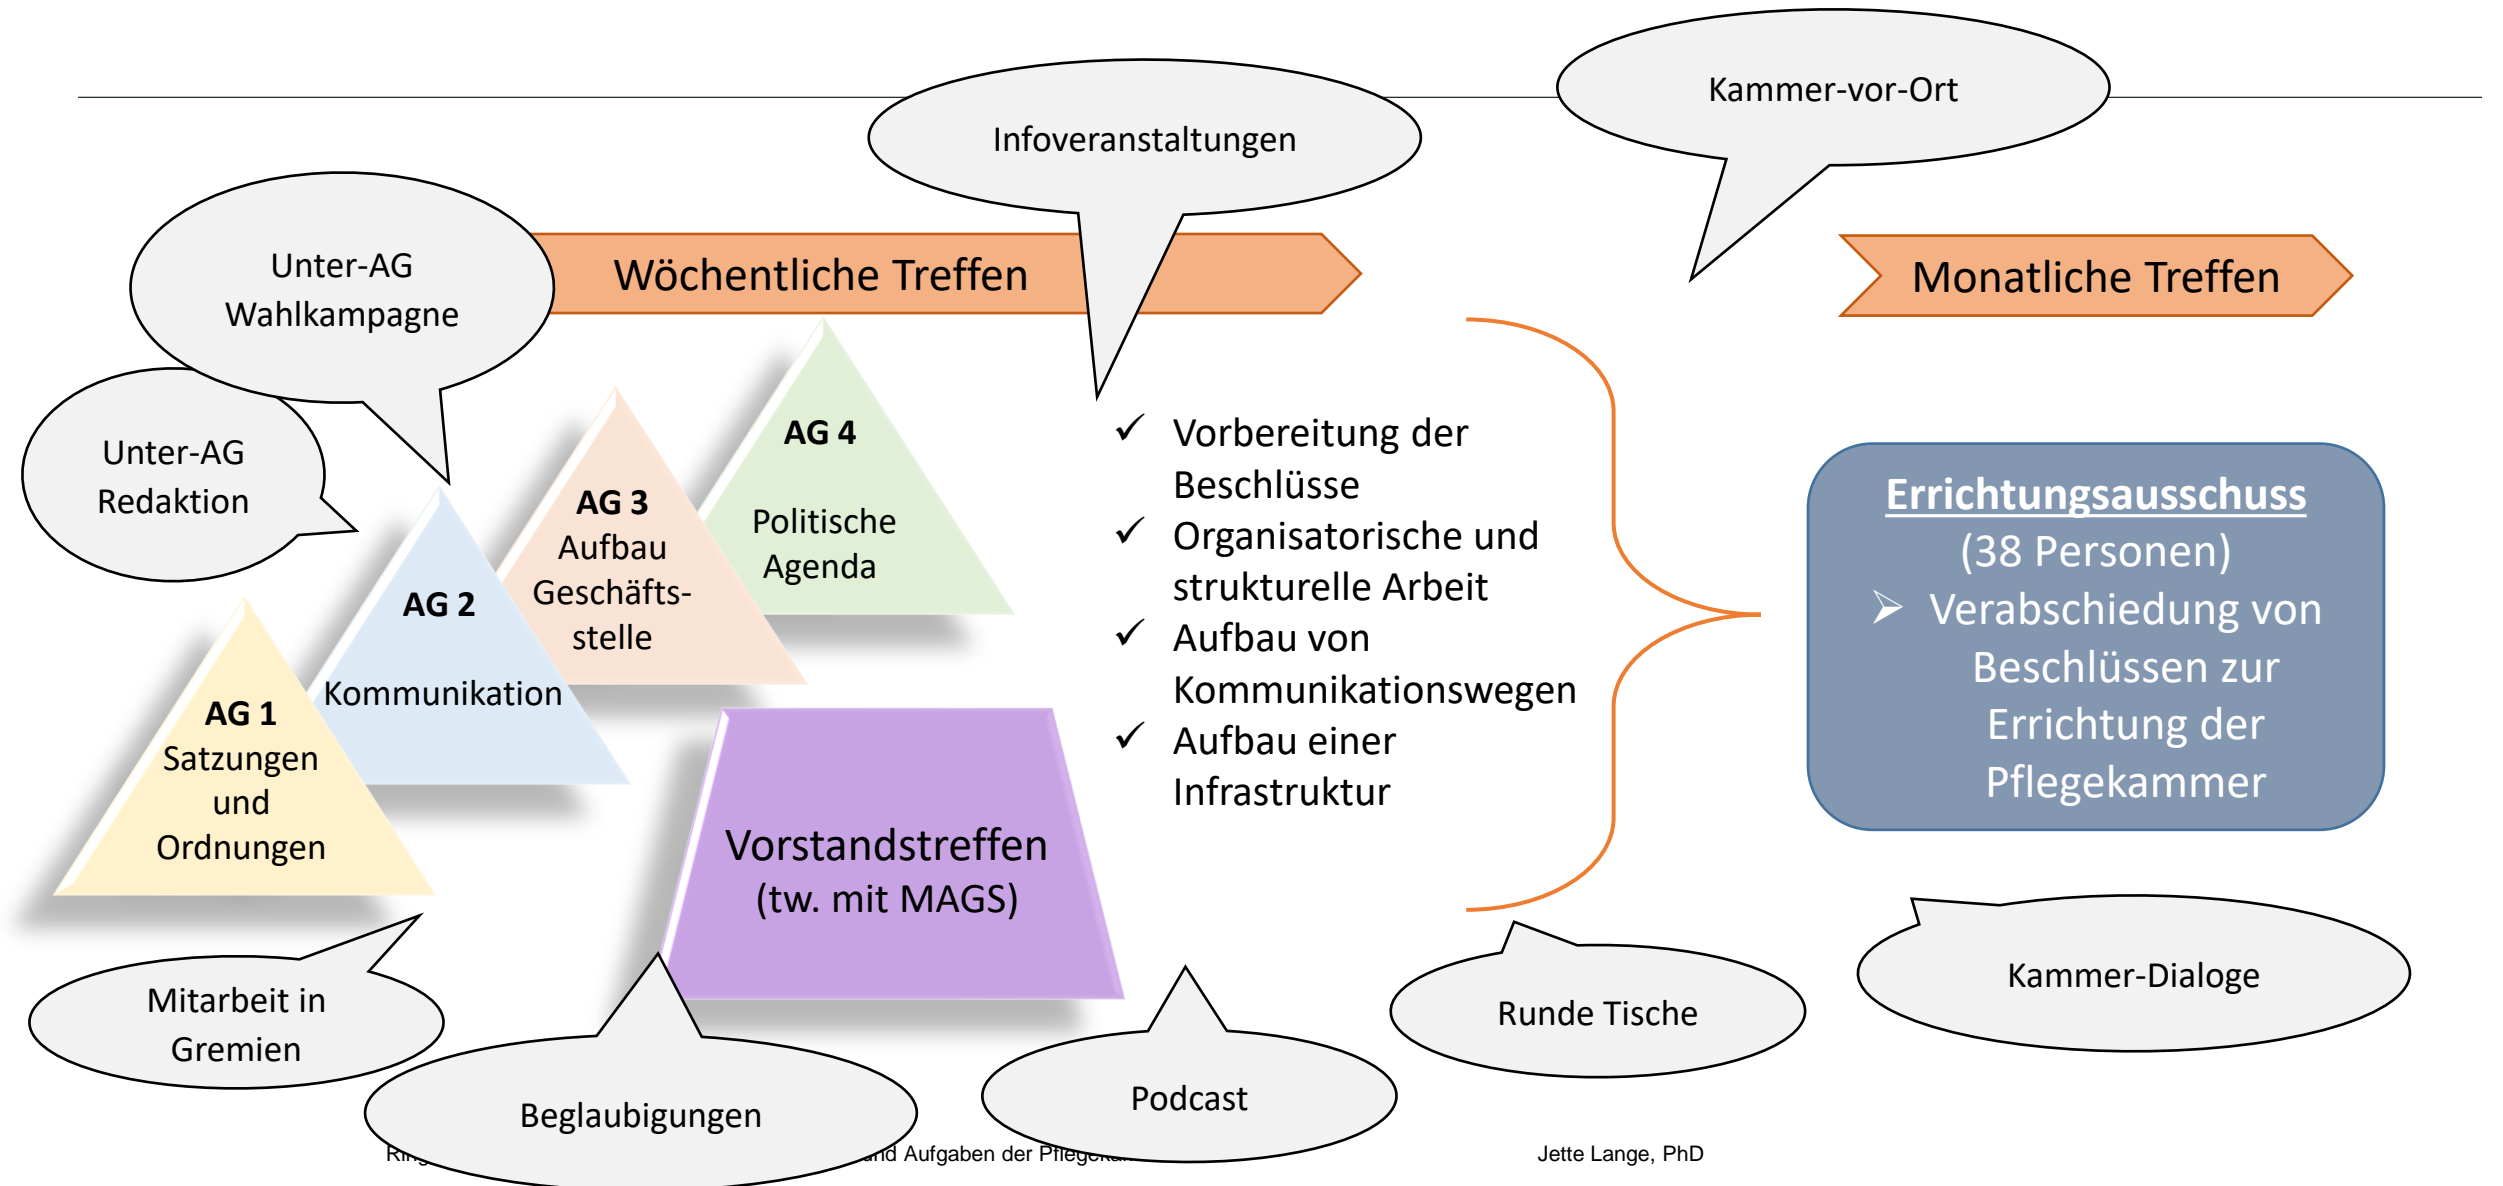 Kammer-vor-Ort
Infoveranstaltungen
Unter-AG
Wahlkampagne
Wöchentliche Treffen
Monatliche Treffen
Unter-AG
Redaktion
AG 4
Politische
Agenda
AG 3
Aufbau
Geschäfts-
stelle
AG 2
Kommunikation
AG 1
Satzungen
und
Ordnungen
Vorstandstreffen
(tw. mit MAGS)
✓ Vorbereitung der
Beschlüsse
✓ Organisatorische und
strukturelle Arbeit
✓ Aufbau von
Kommunikationswegen
✓ Aufbau einer
Infrastruktur
Errichtungsausschuss
(38 Personen)
➢ Verabschiedung von
Beschlüssen zur
Errichtung der
Pflegekammer
Mitarbeit in
Gremien
Beglaubigungen
Podcast
Runde Tische
Kammer-Dialoge
und Aufgaben der
Jette Lange, PhD